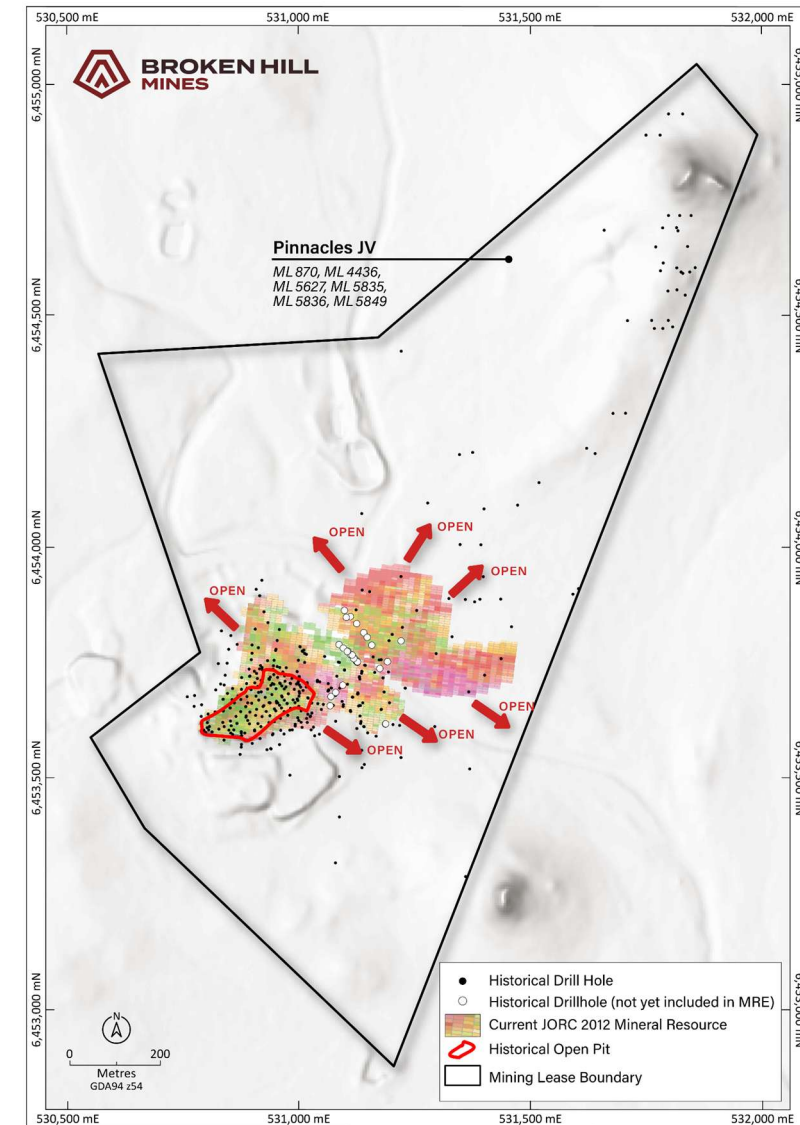 530,500 mE
531,000 mE
531,500 mE
532,000 mE
BROKEN HILL
MINES
6,455,000 mN
Pinnacles JV
ML 870, ML 4436,
ML 5627, ML 5835,
ML 5836, ML 5849
6,454,500 mN
OPEN
OPEN
6,454,000 mN
OPEN
OPEN
OPEN
OPEN
OPEN
6,453,500 mN
Historical Drill Hole
Historical Drillhole (not yet included in MRE)
Current JORC 2012 Mineral Resource
Historical Open Pit
Mining Lease Boundary
6,453,000 mN
N
0 200
Metres
GDA94 z54
530,500 mE
531,000 mE
531,500 mE
532,000 mE